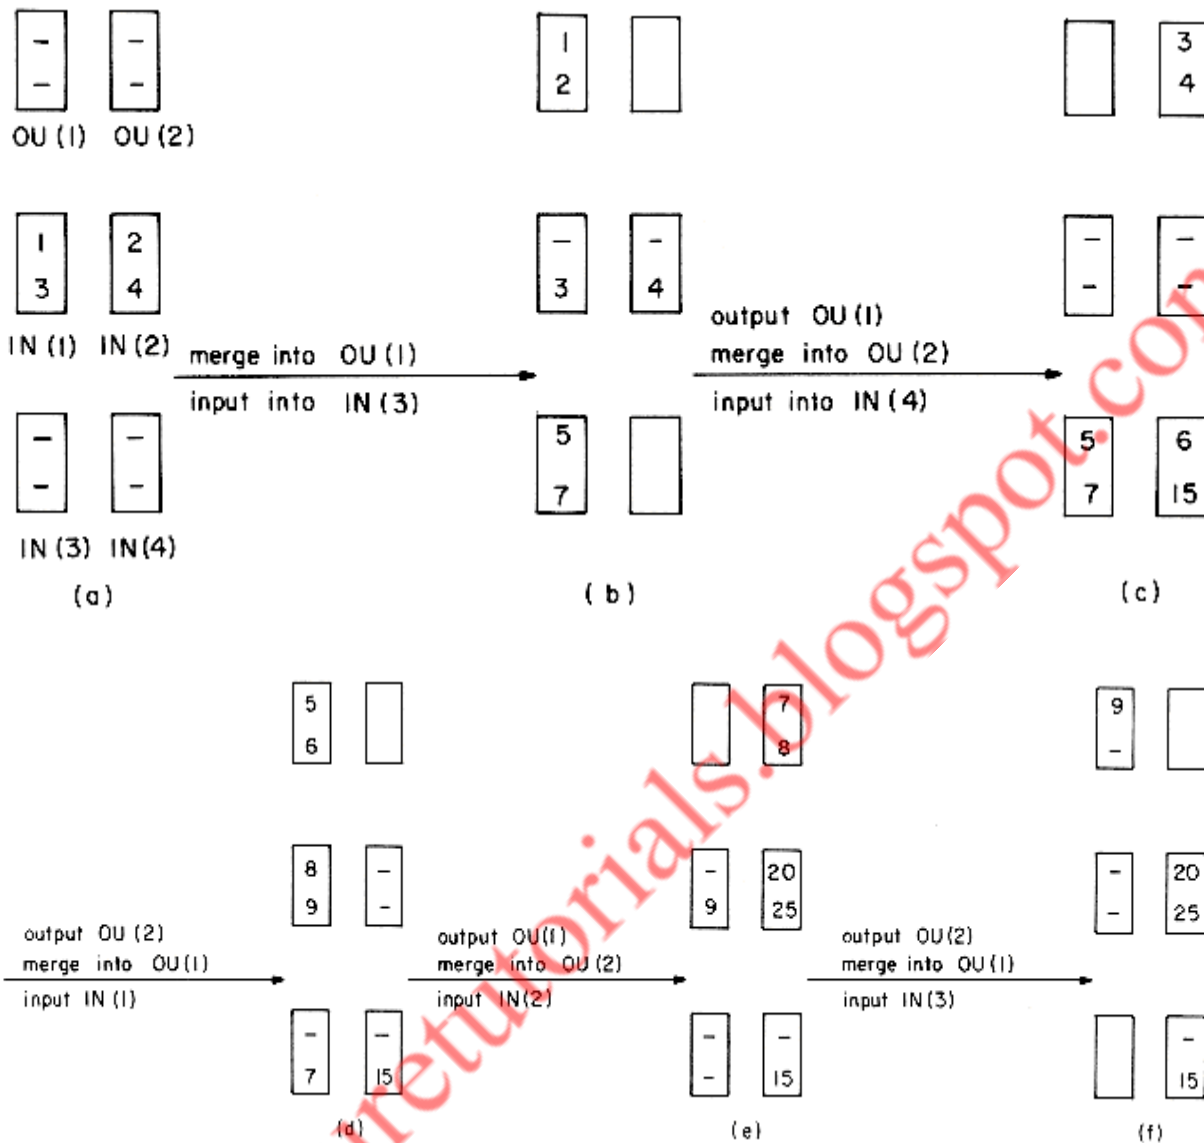 – –
– –
OU (1) OU (2)
1 2
3 4
IN (1) IN (2)
– –
– –
IN (3) IN (4)
(a)
merge into OU (1)
input into IN (3)
1
2
– –
3 4
5
7
(b)
output OU (1)
merge into OU (2)
input into IN (4)
3
4
– –
– –
5 6
7 15
(c)
output OU (2)
merge into OU (1)
input IN (1)
5
6
8 –
9 –
– –
7 15
(d)
output OU (1)
merge into OU (2)
input IN (2)
7
8
– 20
9 25
– –
– 15
(e)
output OU (2)
merge into OU (1)
input IN (3)
9
–
– 20
– 25
–
15
(f)
retutorials.blogspot.com